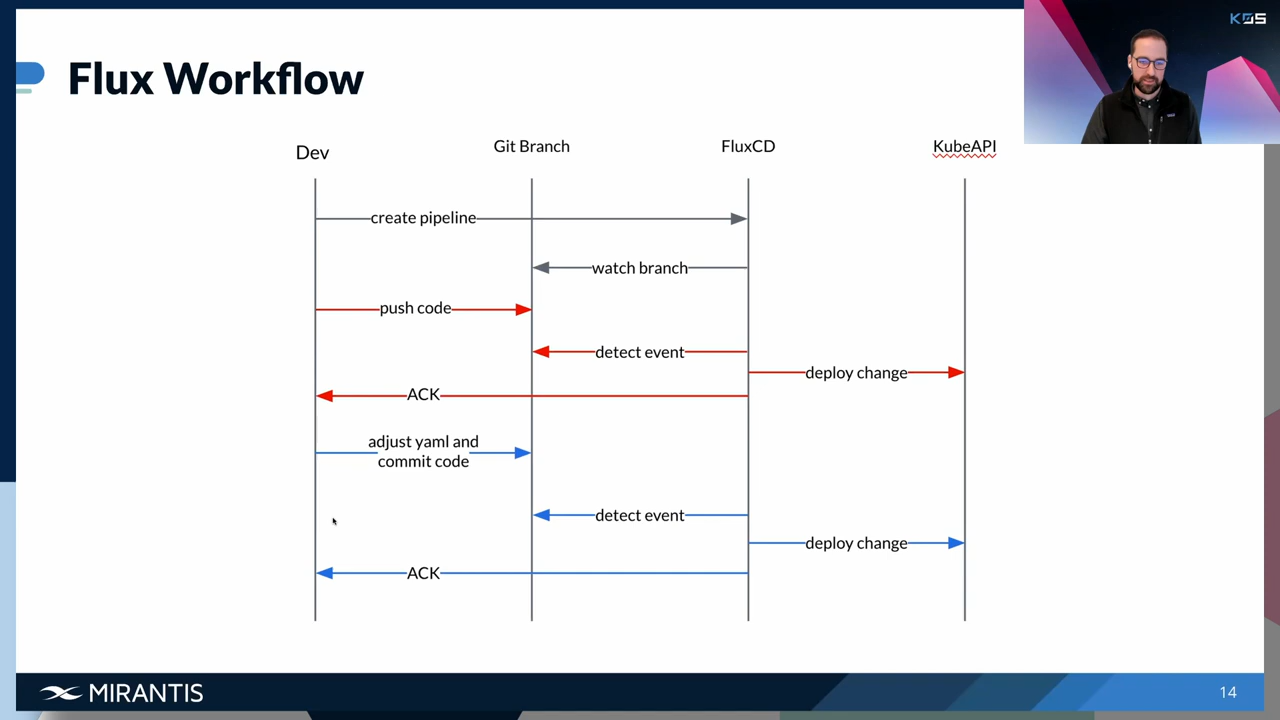 KOS
Flux Workflow
Dev
Git Branch
FluxCD
KubeAPI
create pipeline
watch branch
push code
detect event
deploy change
ACK
adjust yaml and
commit code
detect event
deploy change
ACK
MIRANTIS
14